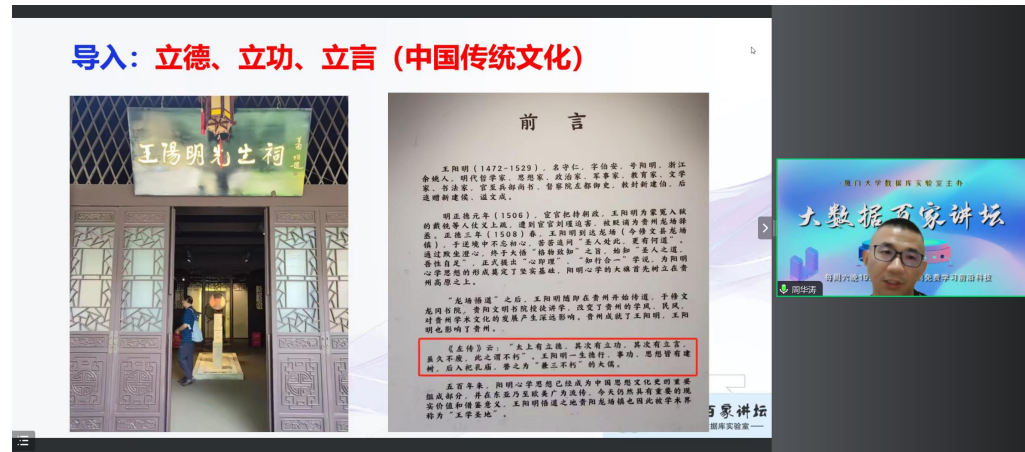 导入：立德、立功、立言（中国传统文化）
王陽明先生祠
前 言
王阳明（1472-1529），名守仁，字伯安，号阳明，浙江
余姚人，明代哲学家、思想家、政治家、军事家、教育家、文学
家、书法家，官至兵部尚书、督察院左都御史，敕封新建伯，后
追赠新建侯，谥文成。
明正德元年（1506），宦官把持朝政，王阳明为蒙冤入狱
的戴铣等人仗义上疏，遭到宦官刘瑾迫害，被贬谪为贵州龙场驿
丞。正德三年（1508）春，王阳明到达龙场（今修文县龙场
镇），于逆境中不忘初心，苦苦追问“圣人处此，更有何道”。
通过默坐澄心，终于大悟“格物致知”之旨，始知“圣人之道，
吾性自足”，正式提出“心即理”、“知行合一”学说，为阳明
心学思想的形成奠定了坚实基础，阳明心学的大旗首先树立在贵
州高原之上。
“龙场悟道”之后，王阳明随即在贵州开始传道，于修文
龙冈书院，贵阳文明书院授徒讲学，改变了贵州的学风、民风，
对贵州学术文化的发展产生深远影响。贵州成就了王阳明，王阳
明也影响了贵州。
《左传》云：“太上有立德，其次有立功，其次有立言，
虽久不废，此之谓不朽”。王阳明一生德行、事功、思想皆有建
树，后入祀孔庙，誉之为“兼三不朽”的大儒。
五百年来，阳明心学思想已经成为中国思想文化史的重要
组成部分，并在东亚乃至欧美广为流传，今天仍然具有重要的现
实价值和借鉴意义，王阳明悟道之地贵阳龙场镇也因此被学术界
称为“王学圣地”。
百家讲坛
据库实验室
厦门大学数据库实验室主办
大数据百家讲坛
每周六晚19
免费学习前沿科技
周华涛